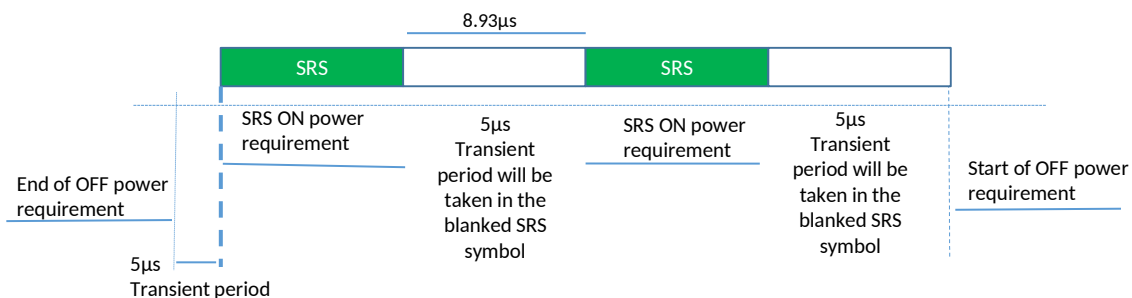 8.93µs
SRS
SRS
SRS ON power
requirement
5µs
Transient
period will be
taken in the
blanked SRS
symbol
SRS ON power
requirement
5µs
Transient
period will be
taken in the
blanked SRS
symbol
End of OFF power
requirement
Start of OFF power
requirement
5µs
Transient period